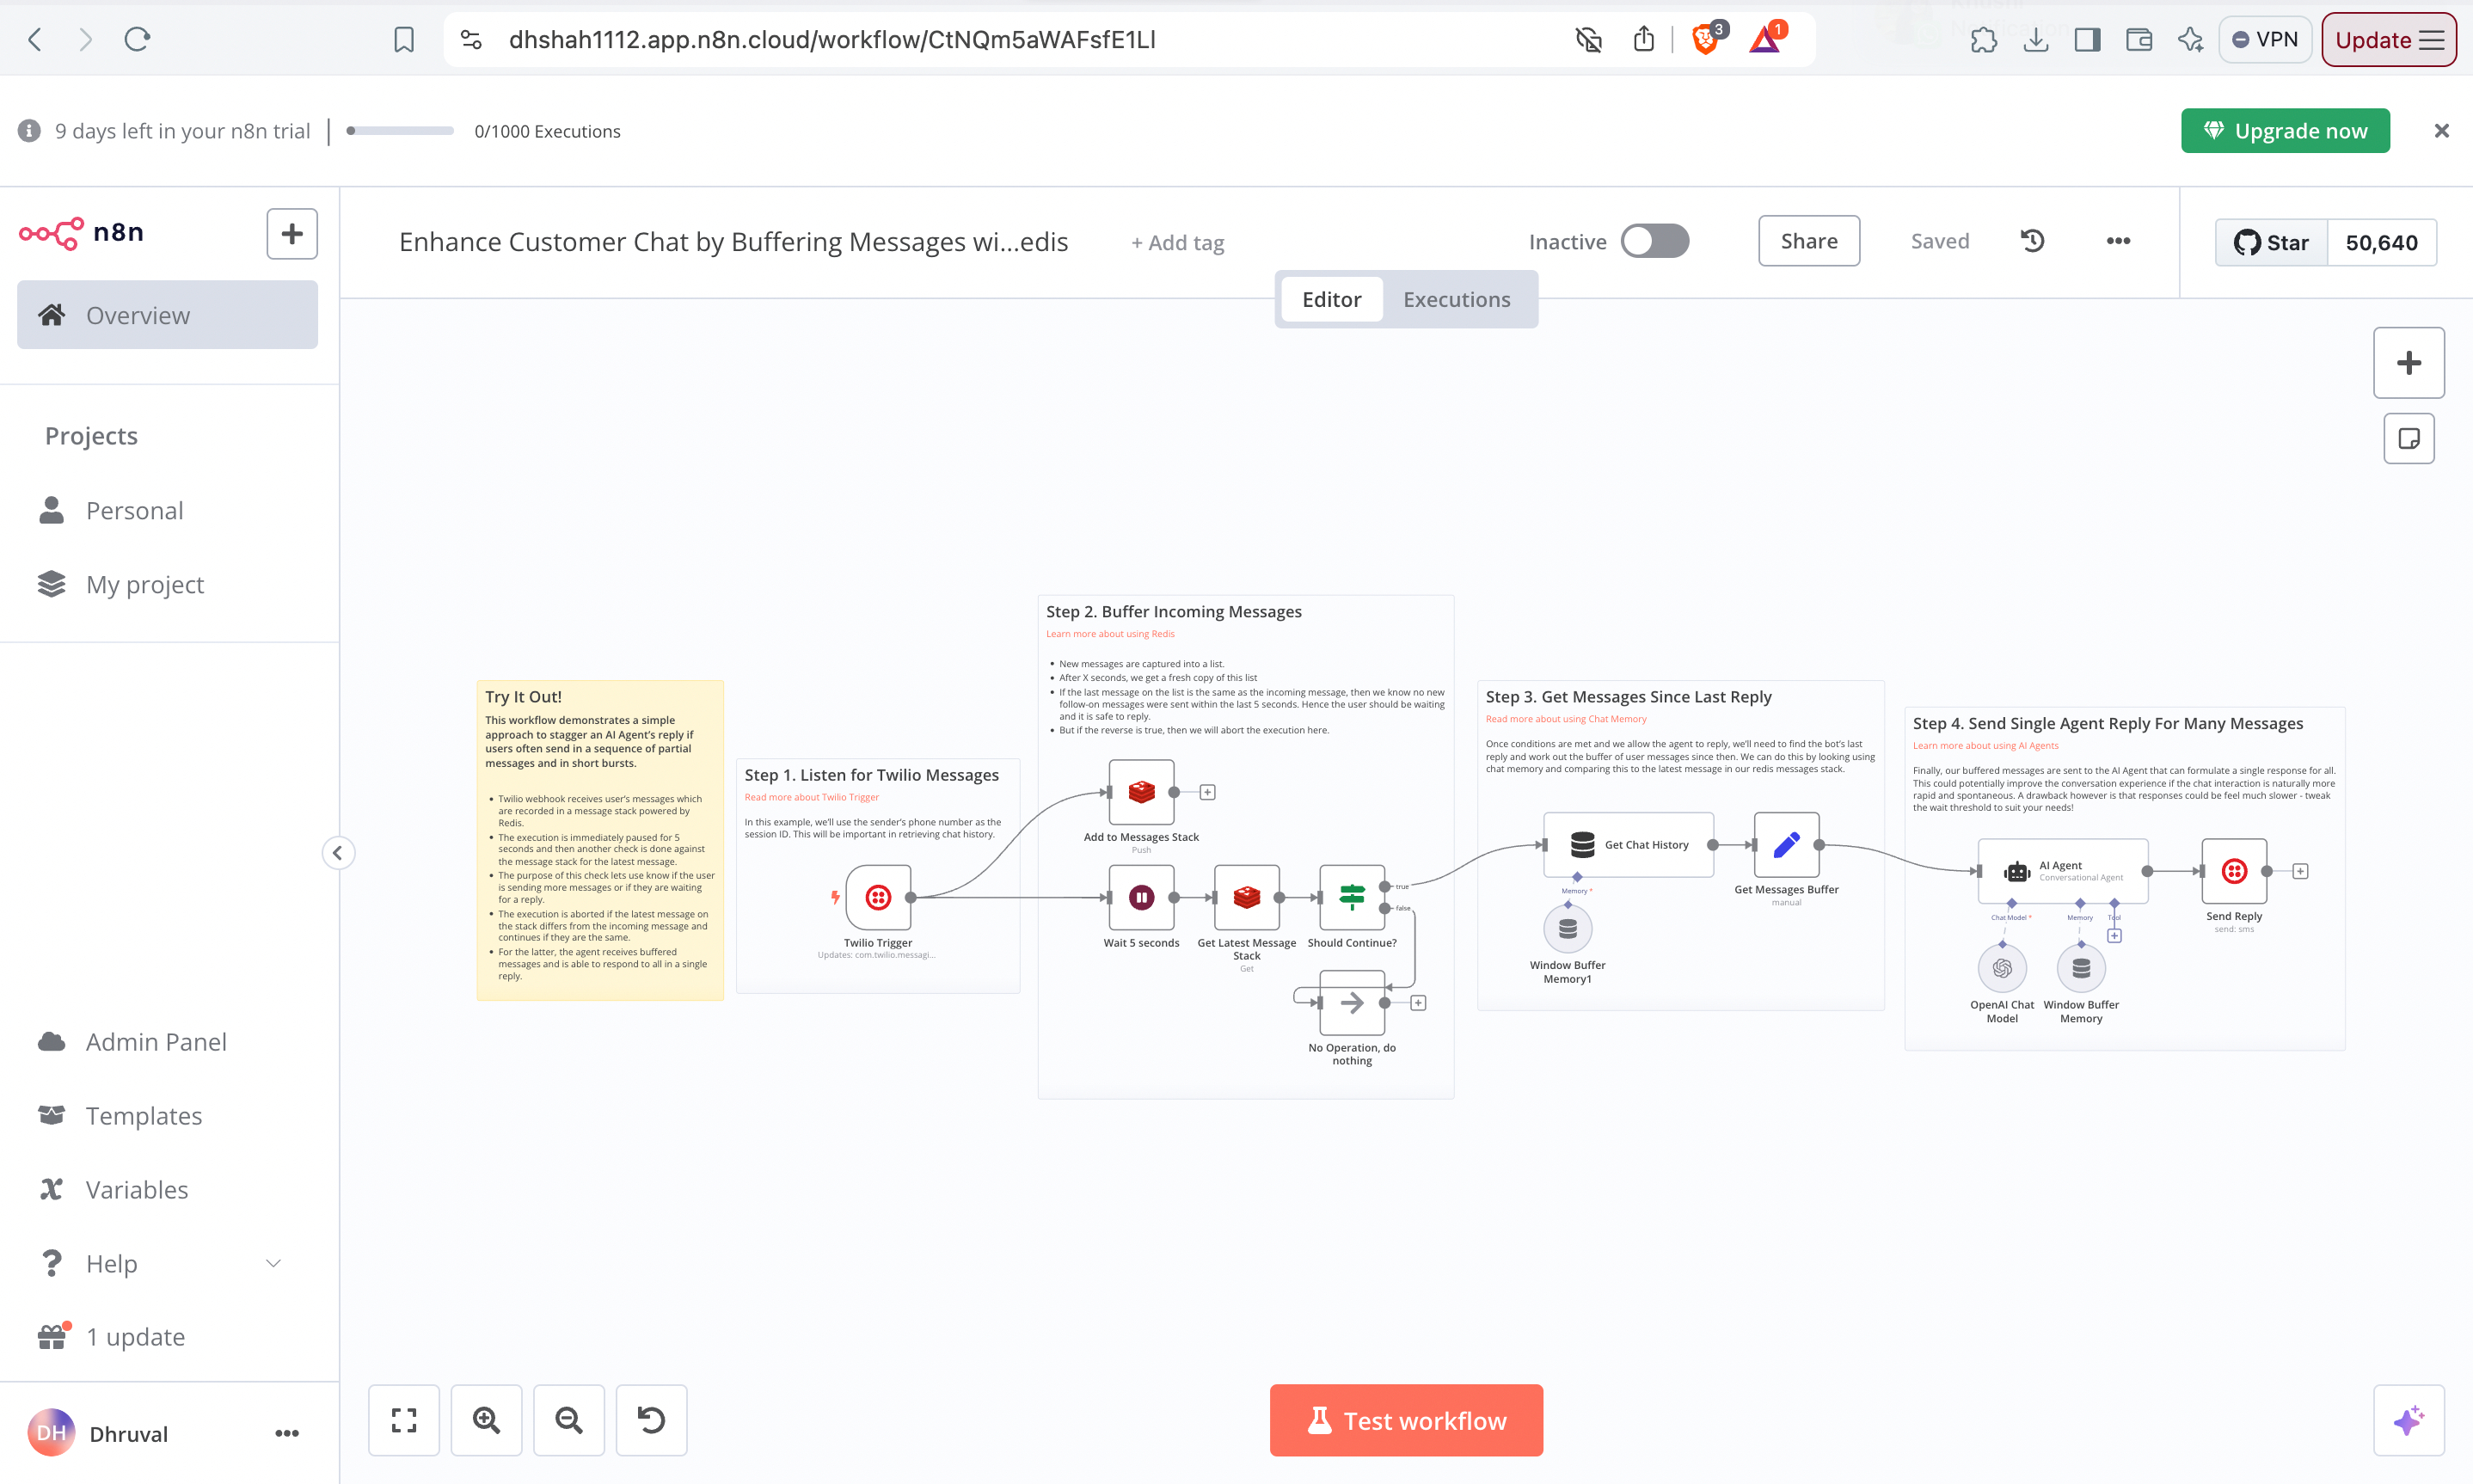 dhshah1112.app.n8n.cloud/workflow/CtNQm5aWAFsfE1Ll
3
1
VPN
Update
9 days left in your n8n trial
0/1000 Executions
Upgrade now
n8n
Enhance Customer Chat by Buffering Messages wi...edis
+ Add tag
Inactive
Share
Saved
Star
50,640
Editor
Executions
Overview
Projects
Personal
My project
Admin Panel
Templates
Variables
Help
1 update
DH
Dhruval
Try It Out!
This workflow demonstrates a simple
approach to stagger an AI Agent's reply if
users often send in a sequence of partial
messages and in short bursts.
• Twilio webhook receives user's messages which
are recorded in a message stack powered by
Redis.
• The execution is immediately paused for 5
seconds and then another check is done against
the message stack for the latest message.
• The purpose of this check lets use know if the user
is sending more messages or if they are waiting
for a reply.
• The execution is aborted if the latest message on
the stack differs from the incoming message and
continues if they are the same.
• For the latter, the agent receives buffered
messages and is able to respond to all in a single
reply.
Step 1. Listen for Twilio Messages
Read more about Twilio Trigger
In this example, we'll use the sender's phone number as the
session ID. This will be important in retrieving chat history.
Twilio Trigger
Updates: com.twilio.messagi...
Step 2. Buffer Incoming Messages
Learn more about using Redis
• New messages are captured into a list.
• After X seconds, we get a fresh copy of this list
• If the last message on the list is the same as the incoming message, then we know no new
follow-on messages were sent within the last 5 seconds. Hence the user should be waiting
and it is safe to reply.
• But if the reverse is true, then we will abort the execution here.
Add to Messages Stack
Push
Wait 5 seconds
Get Latest Message
Stack
Get
Should Continue?
true
false
No Operation, do
nothing
Step 3. Get Messages Since Last Reply
Read more about using Chat Memory
Once conditions are met and we allow the agent to reply, we'll need to find the bot's last
reply and work out the buffer of user messages since then. We can do this by looking using
chat memory and comparing this to the latest message in our redis messages stack.
Get Chat History
Memory *
Window Buffer
Memory1
Get Messages Buffer
manual
Step 4. Send Single Agent Reply For Many Messages
Learn more about using AI Agents
Finally, our buffered messages are sent to the AI Agent that can formulate a single response for all.
This could potentially improve the conversation experience if the chat interaction is naturally more
rapid and spontaneous. A drawback however is that responses could be feel much slower - tweak
the wait threshold to suit your needs!
AI Agent
Conversational Agent
Chat Model *
Memory
Tool
OpenAI Chat
Model
Window Buffer
Memory
Send Reply
send: sms
Test workflow